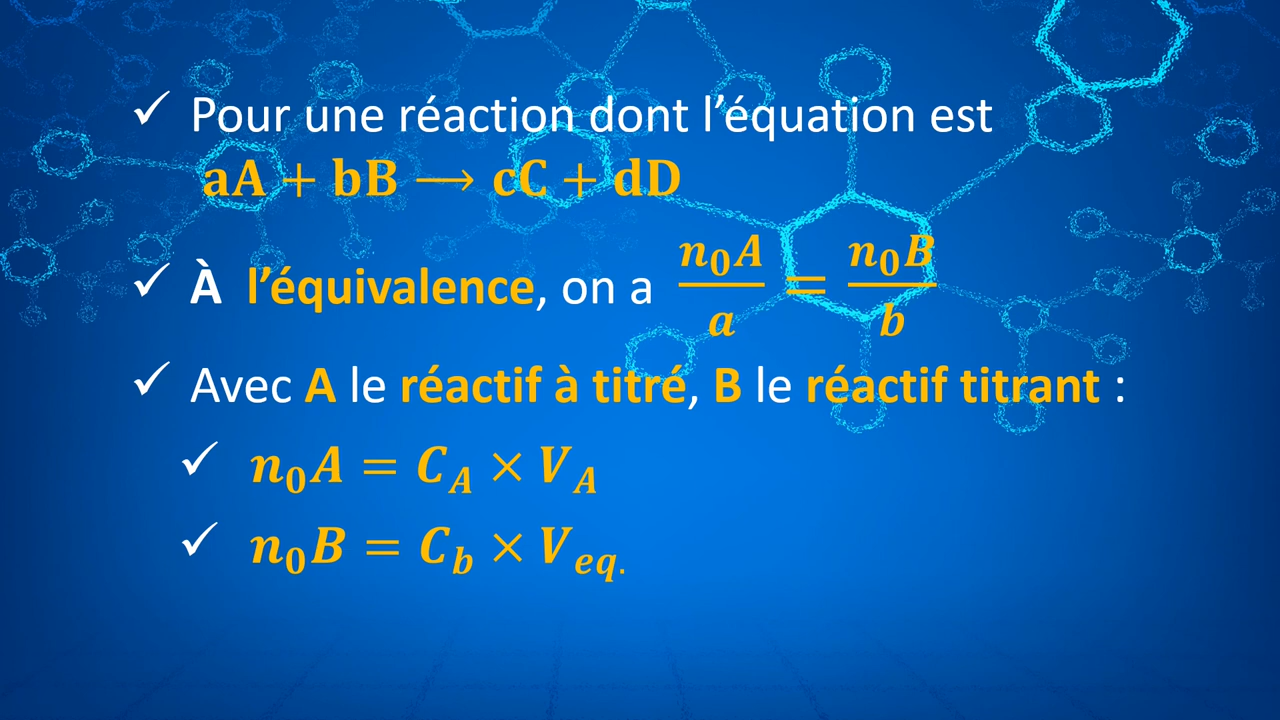 ✓ Pour une réaction dont l’équation est
aA + bB ⟶ cC + dD
✓ À l’équivalence, on a n₀A/a = n₀B/b
✓ Avec A le réactif à titré, B le réactif titrant :
✓ n₀A = C_A × V_A
✓ n₀B = C_b × V_eq.